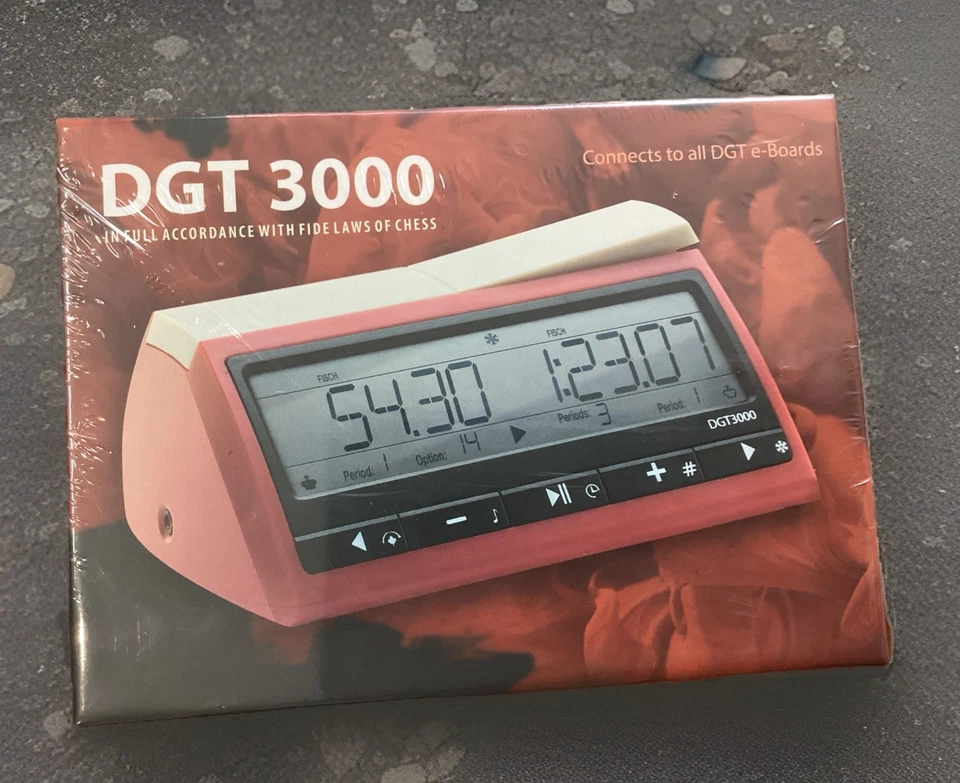 DGT 3000
IN FULL ACCORDANCE WITH FIDE LAWS OF CHESS
Connects to all DGT e-Boards
FISCH FISCH
54.30 1:23.07
Period: 1 Option: 14 Periods: 3 Period: 1
DGT3000